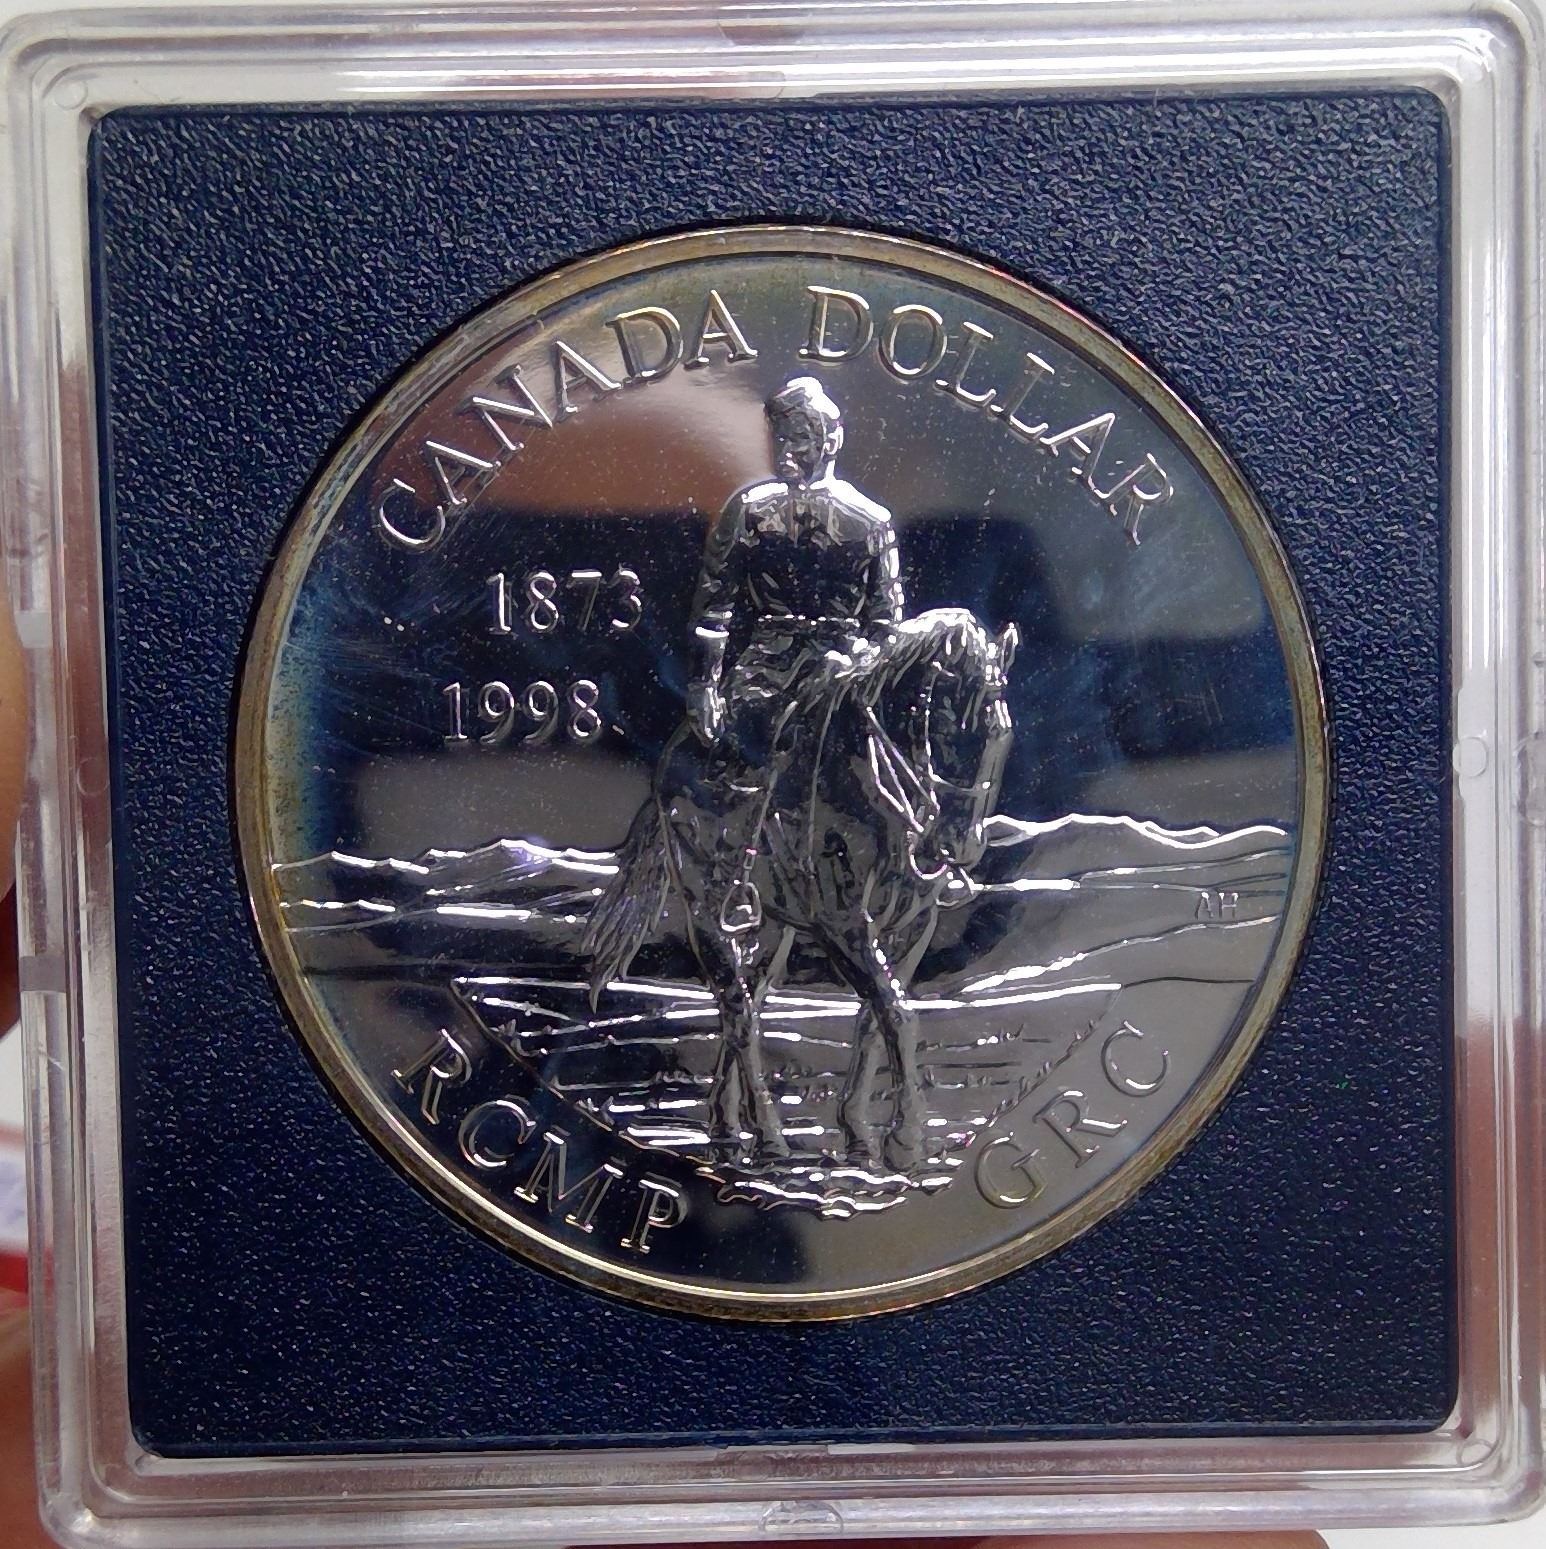 CANADA DOLLAR
1873
1998
AH
RCMP GRC